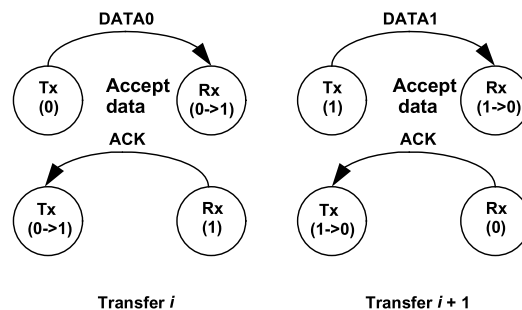 DATA0
Tx
(0)
Accept
data
Rx
(0->1)
ACK
Tx
(0->1)
Rx
(1)
Transfer i
DATA1
Tx
(1)
Accept
data
Rx
(1->0)
ACK
Tx
(1->0)
Rx
(0)
Transfer i + 1